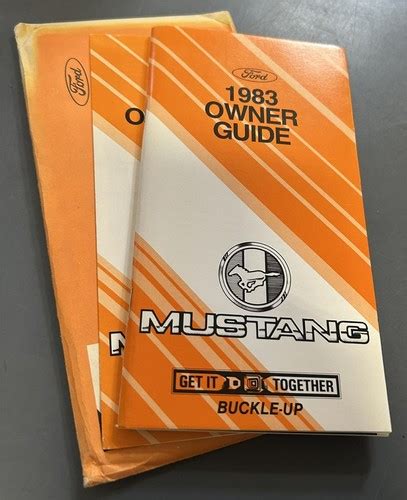 Ford
Ford
1983
OWNER
GUIDE
MUSTANG
GET IT TOGETHER
BUCKLE-UP
O
M